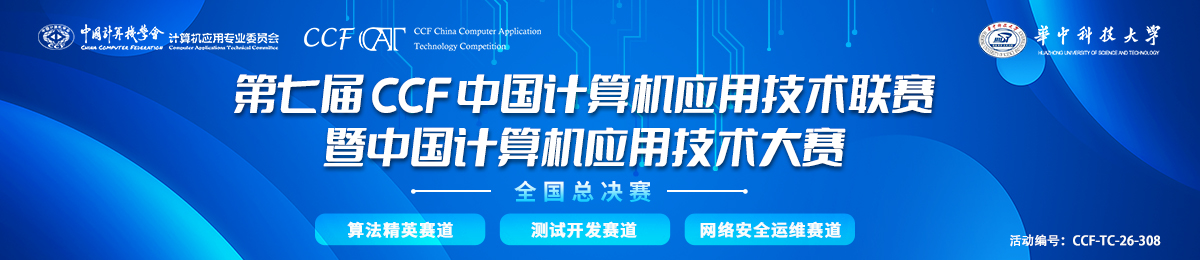 中国计算机学会
CHINA COMPUTER FEDERATION
计算机应用专业委员会
Computer Applications Technical Committee
CCF CAT
CCF China Computer Application
Technology Competition
華中科技大学
HUAZHONG UNIVERSITY OF SCIENCE AND TECHNOLOGY
第七届 CCF 中国计算机应用技术联赛
暨中国计算机应用技术大赛
全国总决赛
算法精英赛道
测试开发赛道
网络安全运维赛道
活动编号：CCF-TC-26-308